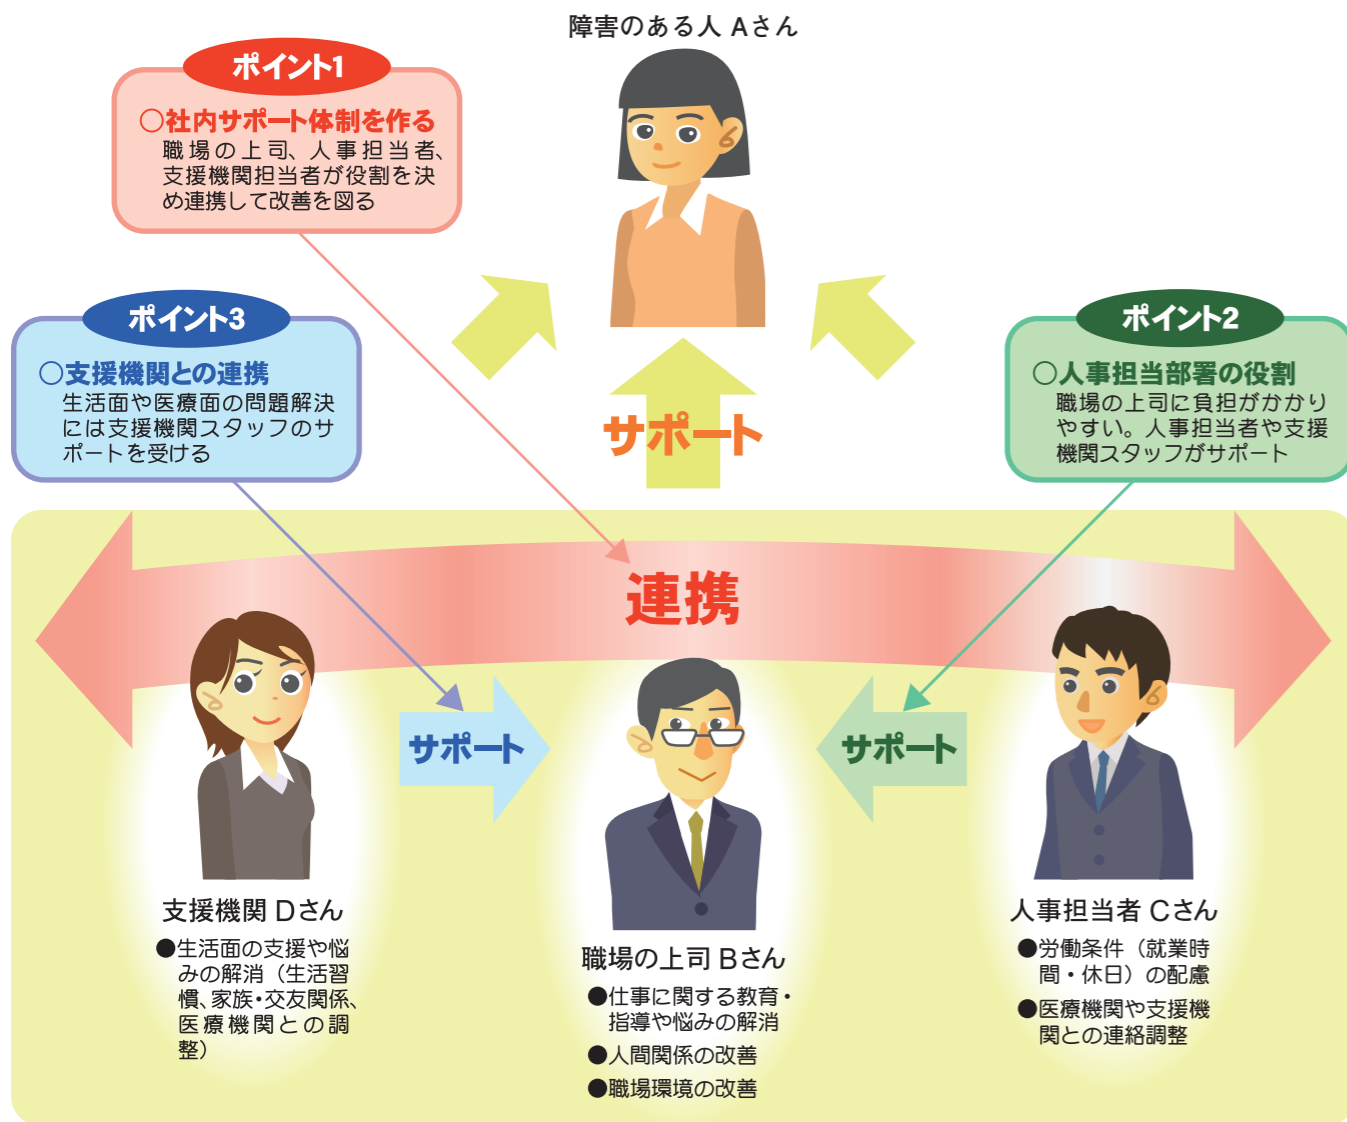 障害のある人 Aさん
ポイント1
○社内サポート体制を作る
職場の上司、人事担当者、
支援機関担当者が役割を決
め連携して改善を図る
ポイント3
○支援機関との連携
生活面や医療面の問題解決
には支援機関スタッフのサ
ポートを受ける
ポイント2
○人事担当部署の役割
職場の上司に負担がかかり
やすい。人事担当者や支援
機関スタッフがサポート
サポート
連携
サポート
サポート
支援機関 Dさん
●生活面の支援や悩
みの解消（生活習
慣、家族・交友関係、
医療機関との調
整）
職場の上司 Bさん
●仕事に関する教育・
指導や悩みの解消
●人間関係の改善
●職場環境の改善
人事担当者 Cさん
●労働条件（就業時
間・休日）の配慮
●医療機関や支援機
関との連絡調整